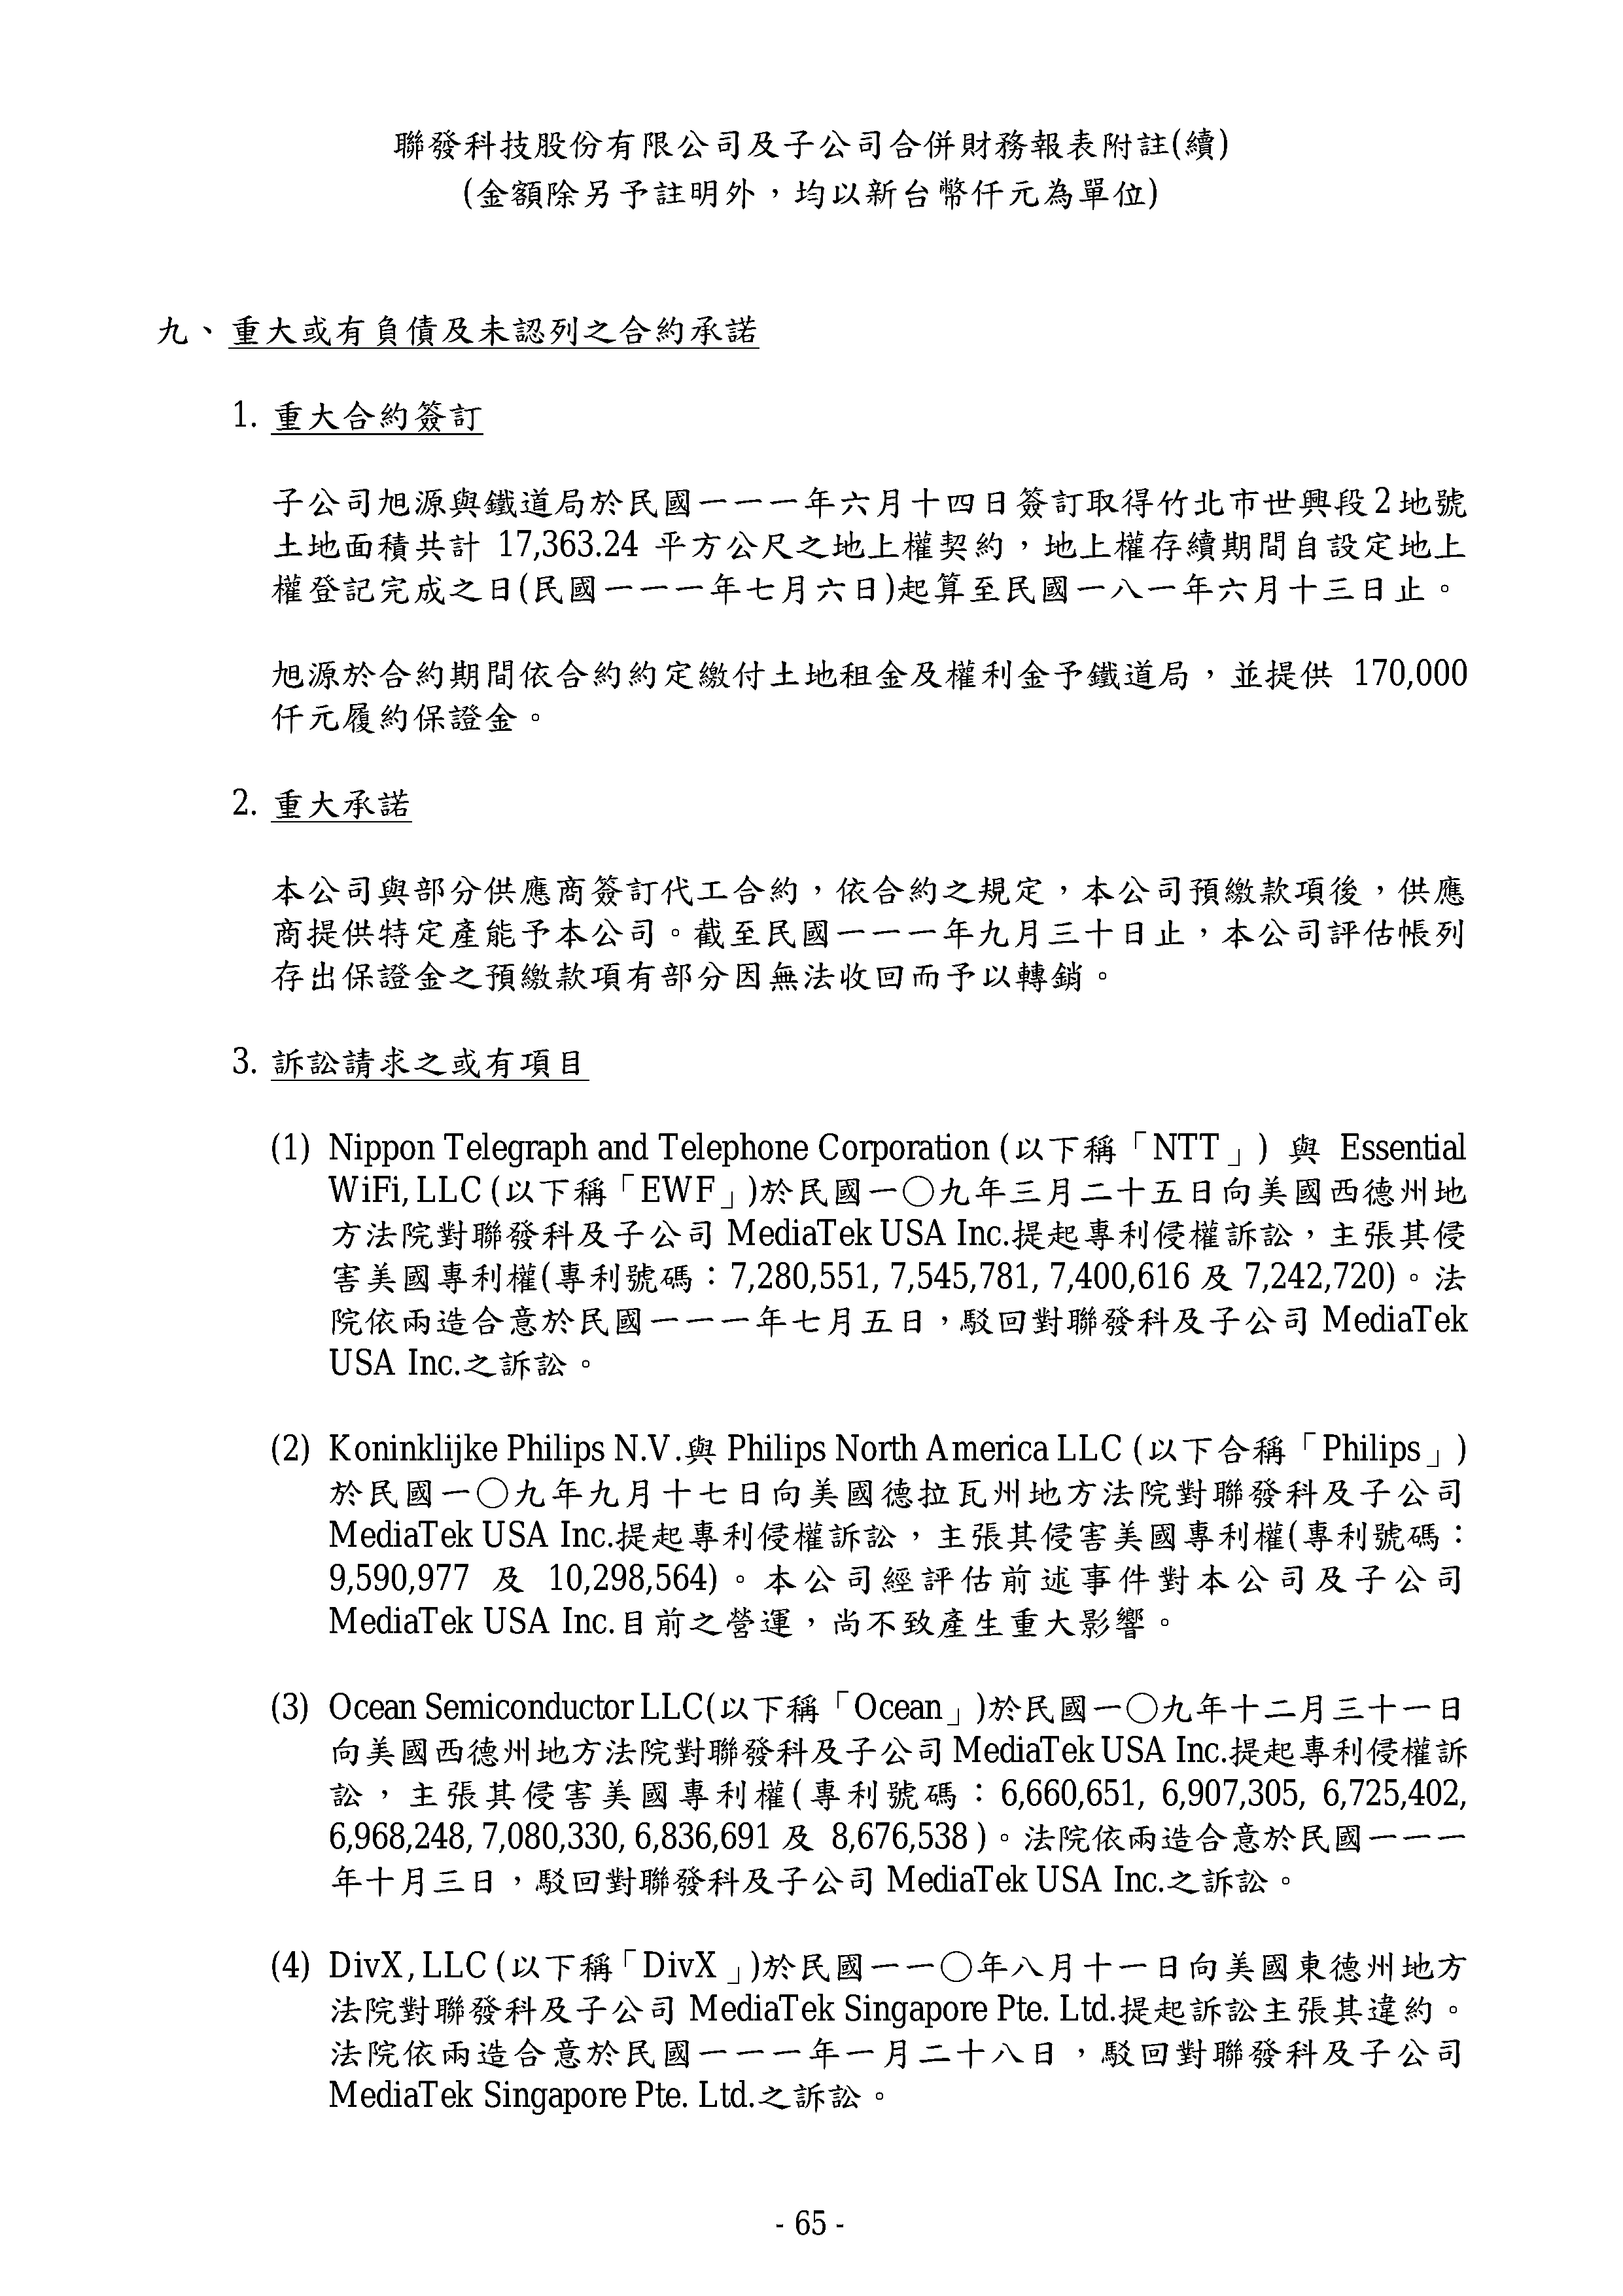 聯發科技股份有限公司及子公司合併財務報表附註(續)
(金額除另予註明外，均以新台幣仟元為單位)
九、重大或有負債及未認列之合約承諾
1. 重大合約簽訂
子公司旭源與鐵道局於民國一一一年六月十四日簽訂取得竹北市世興段2地號
土地面積共計 17,363.24 平方公尺之地上權契約，地上權存續期間自設定地上
權登記完成之日(民國一一一年七月六日)起算至民國一八一年六月十三日止。
旭源於合約期間依合約約定繳付土地租金及權利金予鐵道局，並提供 170,000
仟元履約保證金。
2. 重大承諾
本公司與部分供應商簽訂代工合約，依合約之規定，本公司預繳款項後，供應
商提供特定產能予本公司。截至民國一一一年九月三十日止，本公司評估帳列
存出保證金之預繳款項有部分因無法收回而予以轉銷。
3. 訴訟請求之或有項目
(1) Nippon Telegraph and Telephone Corporation (以下稱「NTT」) 與 Essential
WiFi, LLC (以下稱「EWF」)於民國一〇九年三月二十五日向美國西德州地
方法院對聯發科及子公司 MediaTek USA Inc.提起專利侵權訴訟，主張其侵
害美國專利權(專利號碼：7,280,551, 7,545,781, 7,400,616 及 7,242,720)。法
院依兩造合意於民國一一一年七月五日，駁回對聯發科及子公司 MediaTek
USA Inc.之訴訟。
(2) Koninklijke Philips N.V.與 Philips North America LLC (以下合稱「Philips」)
於民國一〇九年九月十七日向美國德拉瓦州地方法院對聯發科及子公司
MediaTek USA Inc.提起專利侵權訴訟，主張其侵害美國專利權(專利號碼：
9,590,977 及 10,298,564)。本公司經評估前述事件對本公司及子公司
MediaTek USA Inc.目前之營運，尚不致產生重大影響。
(3) Ocean Semiconductor LLC(以下稱「Ocean」)於民國一〇九年十二月三十一日
向美國西德州地方法院對聯發科及子公司 MediaTek USA Inc.提起專利侵權訴
訟，主張其侵害美國專利權(專利號碼：6,660,651, 6,907,305, 6,725,402,
6,968,248, 7,080,330, 6,836,691 及 8,676,538 )。法院依兩造合意於民國一一一
年十月三日，駁回對聯發科及子公司 MediaTek USA Inc.之訴訟。
(4) DivX, LLC (以下稱「DivX」)於民國一一〇年八月十一日向美國東德州地方
法院對聯發科及子公司 MediaTek Singapore Pte. Ltd.提起訴訟主張其違約。
法院依兩造合意於民國一一一年一月二十八日，駁回對聯發科及子公司
MediaTek Singapore Pte. Ltd.之訴訟。
- 65 -